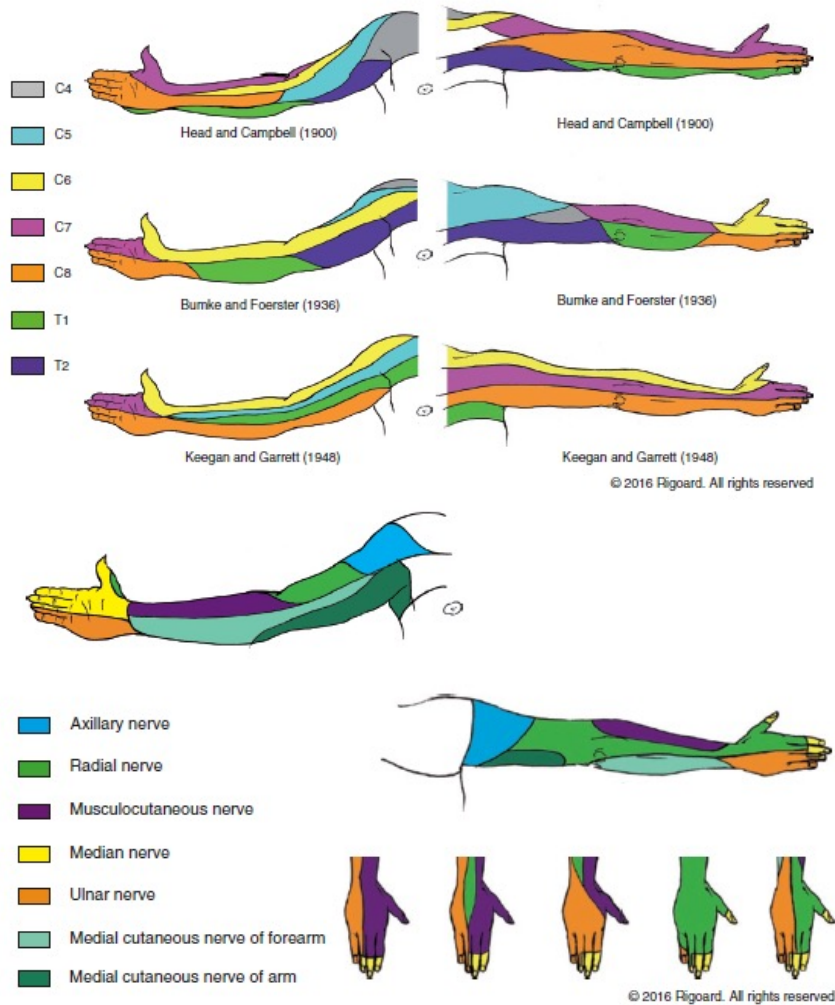 C4
C5
C6
C7
C8
T1
T2
Head and Campbell (1900)
Head and Campbell (1900)
Bumke and Foerster (1936)
Bumke and Foerster (1936)
Keegan and Garrett (1948)
Keegan and Garrett (1948)
© 2016 Rigoard. All rights reserved
Axillary nerve
Radial nerve
Musculocutaneous nerve
Median nerve
Ulnar nerve
Medial cutaneous nerve of forearm
Medial cutaneous nerve of arm
© 2016 Rigoard. All rights reserved